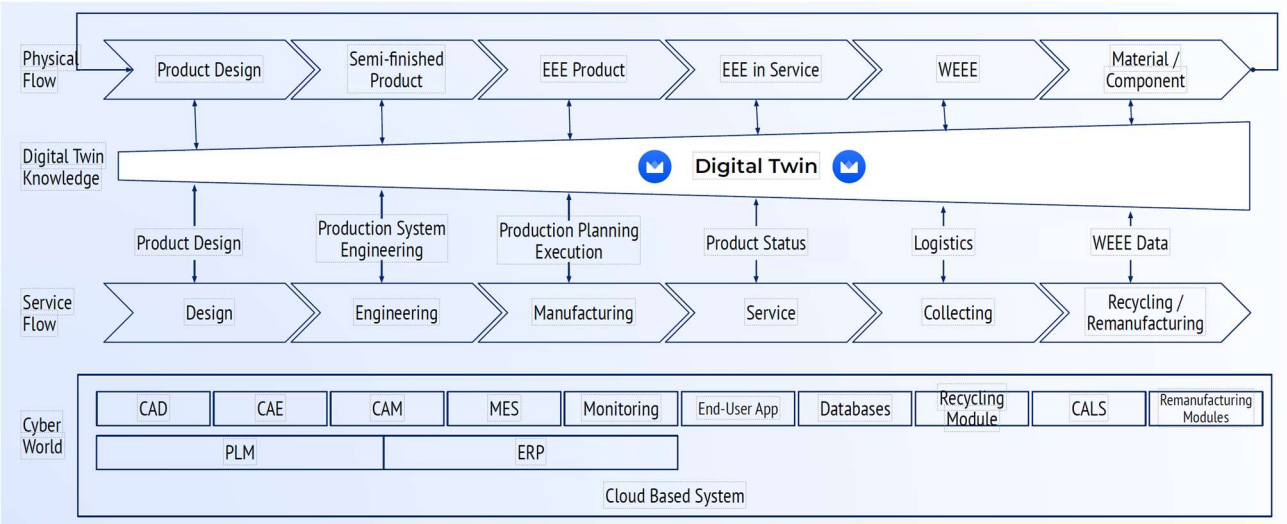 Physical
Flow
Product Design
Semi-finished
Product
EEE Product
EEE in Service
WEEE
Material /
Component
Digital Twin
Knowledge
Digital Twin
Product Design
Production System
Engineering
Production Planning
Execution
Product Status
Logistics
WEEE Data
Service
Flow
Design
Engineering
Manufacturing
Service
Collecting
Recycling /
Remanufacturing
Cyber
World
CAD
CAE
CAM
MES
Monitoring
End-User App
Databases
Recycling
Module
CALS
Remanufacturing
Modules
PLM
ERP
Cloud Based System